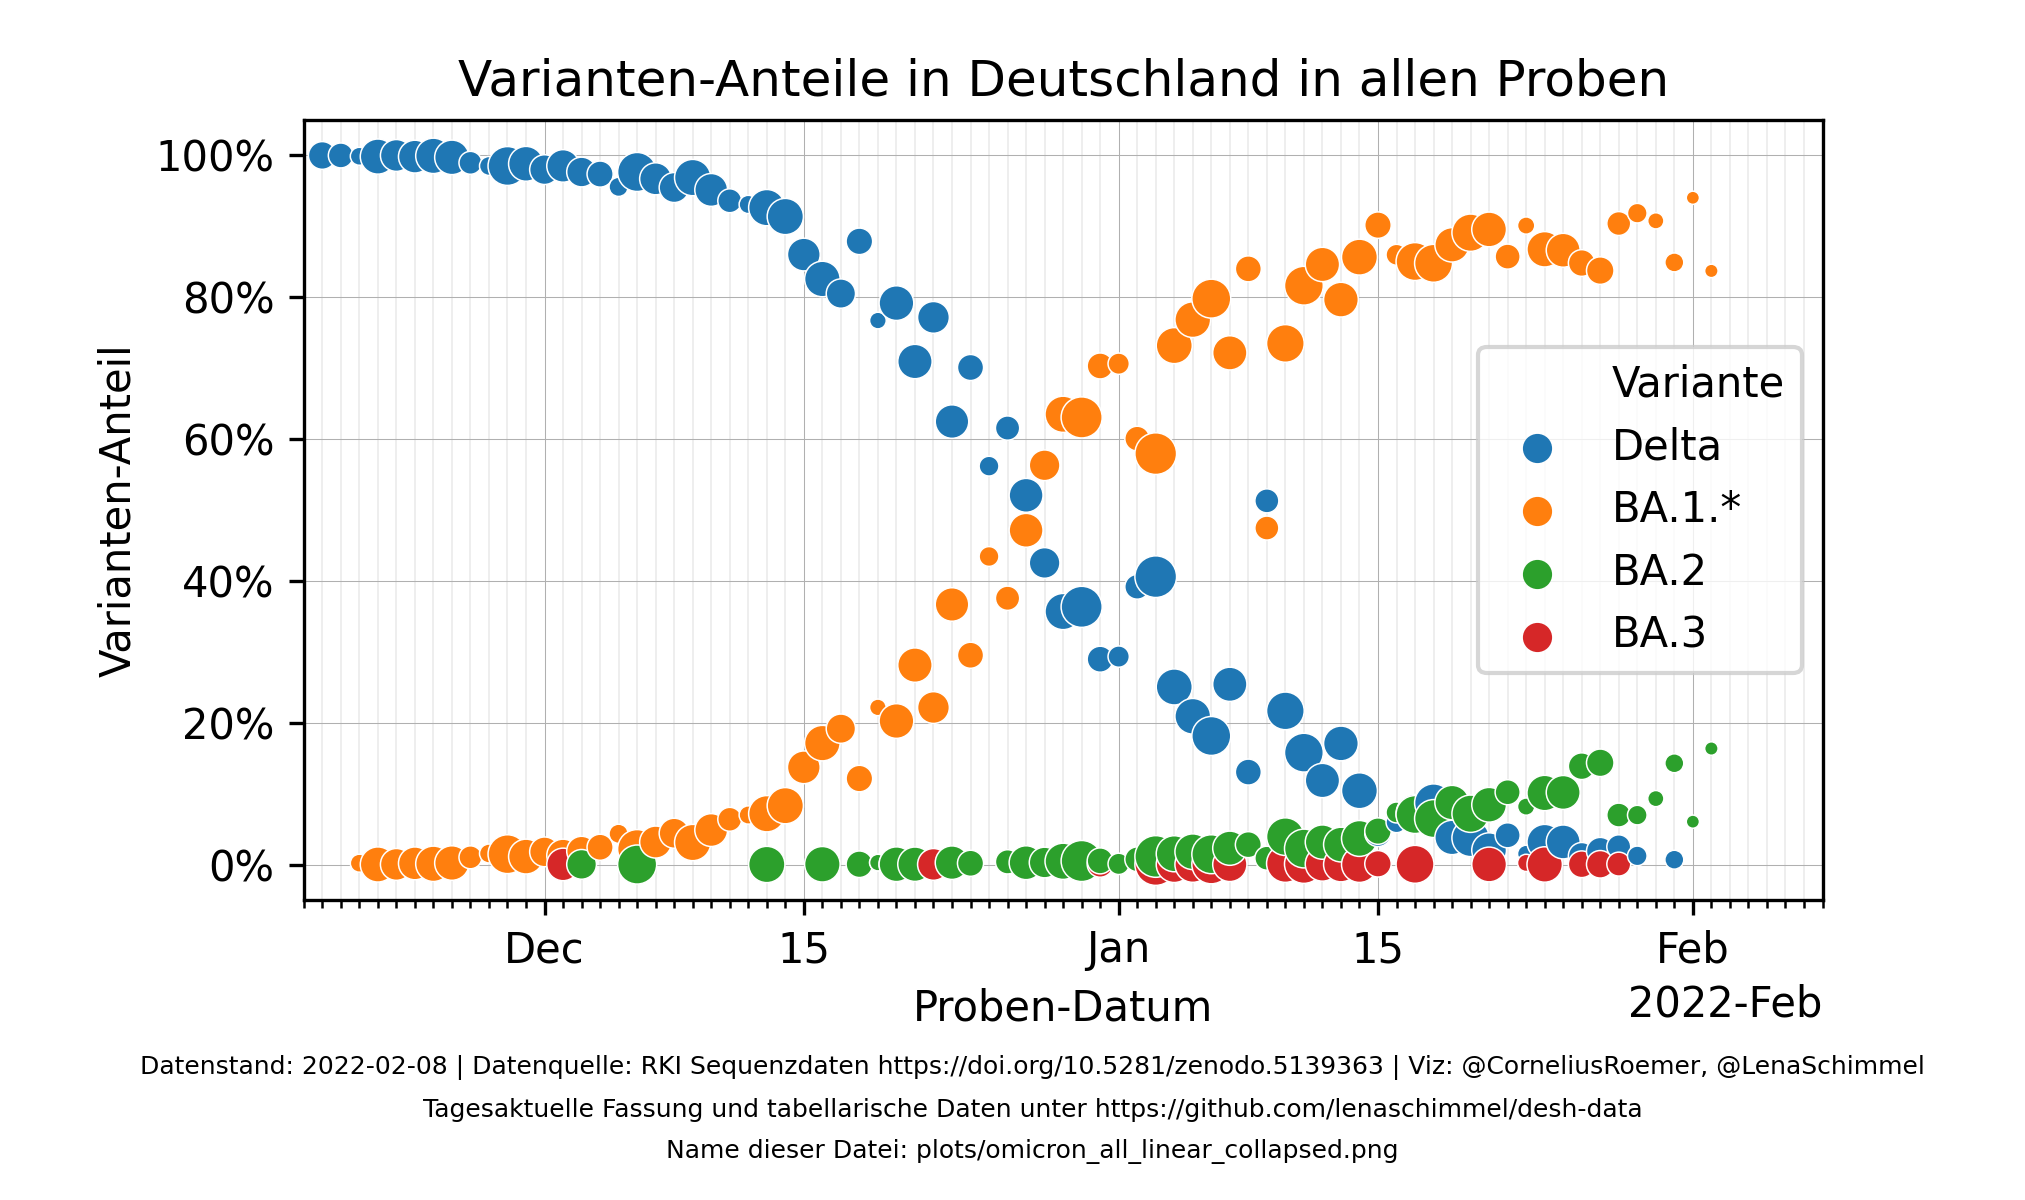 Varianten-Anteile in Deutschland in allen Proben
100%
80%
60%
40%
20%
0%
Varianten-Anteil
Variante
Delta
BA.1.*
BA.2
BA.3
Dec
15
Jan
15
Feb
Proben-Datum
2022-Feb
Datenstand: 2022-02-08 | Datenquelle: RKI Sequenzdaten https://doi.org/10.5281/zenodo.5139363 | Viz: @CorneliusRoemer, @LenaSchimmel
Tagesaktuelle Fassung und tabellarische Daten unter https://github.com/lenaschimmel/desh-data
Name dieser Datei: plots/omicron_all_linear_collapsed.png